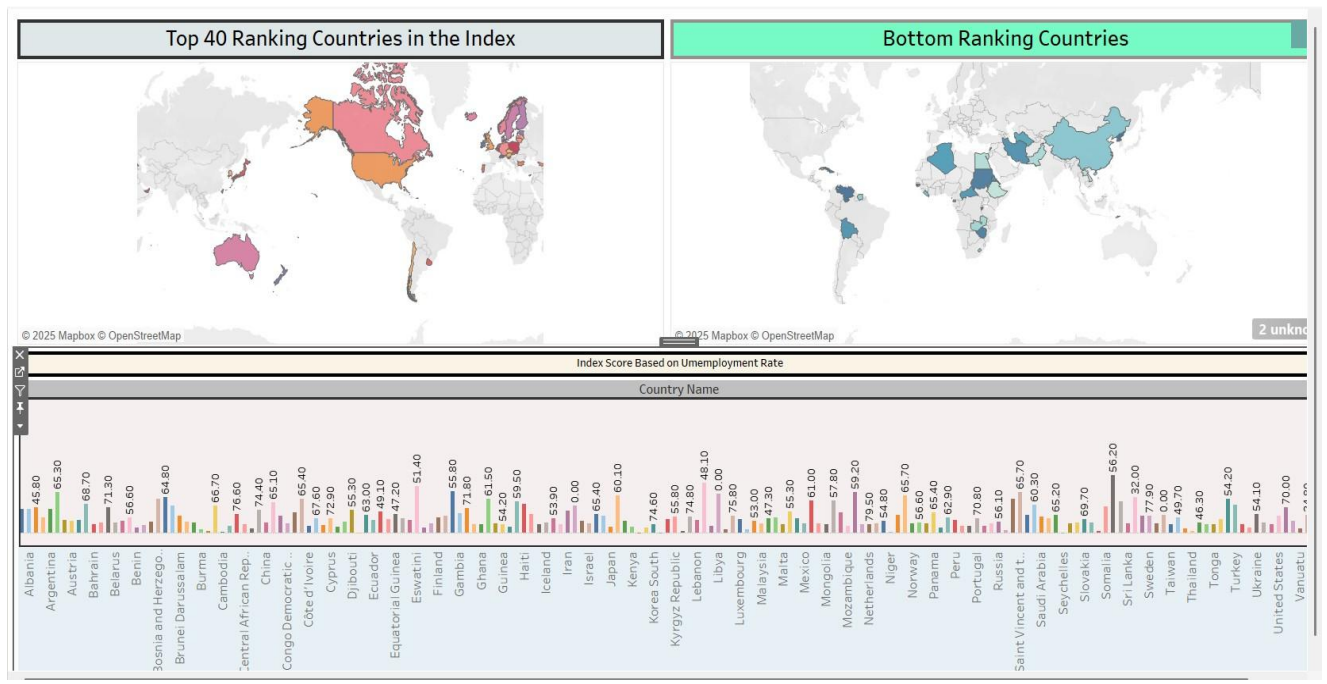 Top 40 Ranking Countries in the Index
Bottom Ranking Countries
© 2025 Mapbox © OpenStreetMap
© 2025 Mapbox © OpenStreetMap
2 unkno
Index Score Based on Umemployment Rate
Country Name
45.80
65.30
68.70
71.30
56.60
64.80
66.70
76.60
74.40
65.10
65.40
67.60
72.90
55.30
63.00
49.10
47.20
51.40
55.80
71.80
61.50
54.20
59.50
53.90
0.00
65.40
60.10
74.60
55.80
74.80
48.10
0.00
75.80
53.00
47.30
55.30
61.00
57.80
59.20
79.50
54.80
65.70
56.60
65.40
62.90
70.80
56.10
65.70
60.30
65.20
69.70
56.20
32.00
77.90
0.00
49.70
46.30
54.20
54.10
70.00
Albania
Argentina
Austria
Bahrain
Belarus
Benin
Bosnia and Herzego..
Brunei Darussalam
Burma
Cambodia
Central African Rep..
China
Congo Democratic ..
Côte d'Ivoire
Cyprus
Djibouti
Ecuador
Equatorial Guinea
Eswatini
Finland
Gambia
Ghana
Guinea
Haiti
Iceland
Iran
Israel
Japan
Kenya
Korea South
Kyrgyz Republic
Lebanon
Libya
Luxembourg
Malaysia
Malta
Mexico
Mongolia
Mozambique
Netherlands
Niger
Norway
Panama
Peru
Portugal
Russia
Saint Vincent and t..
Saudi Arabia
Seychelles
Slovakia
Somalia
Sri Lanka
Sweden
Taiwan
Thailand
Tonga
Turkey
Ukraine
United States
Vanuatu